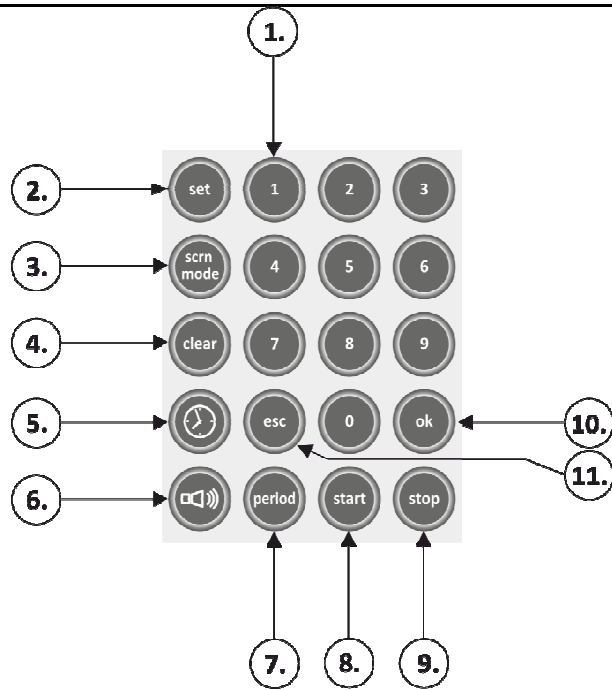 1.
2. set 1 2 3
3. scrn mode 4 5 6
4. clear 7 8 9
5. esc 0 ok 10.
11.
6. period start stop
7. 8. 9.